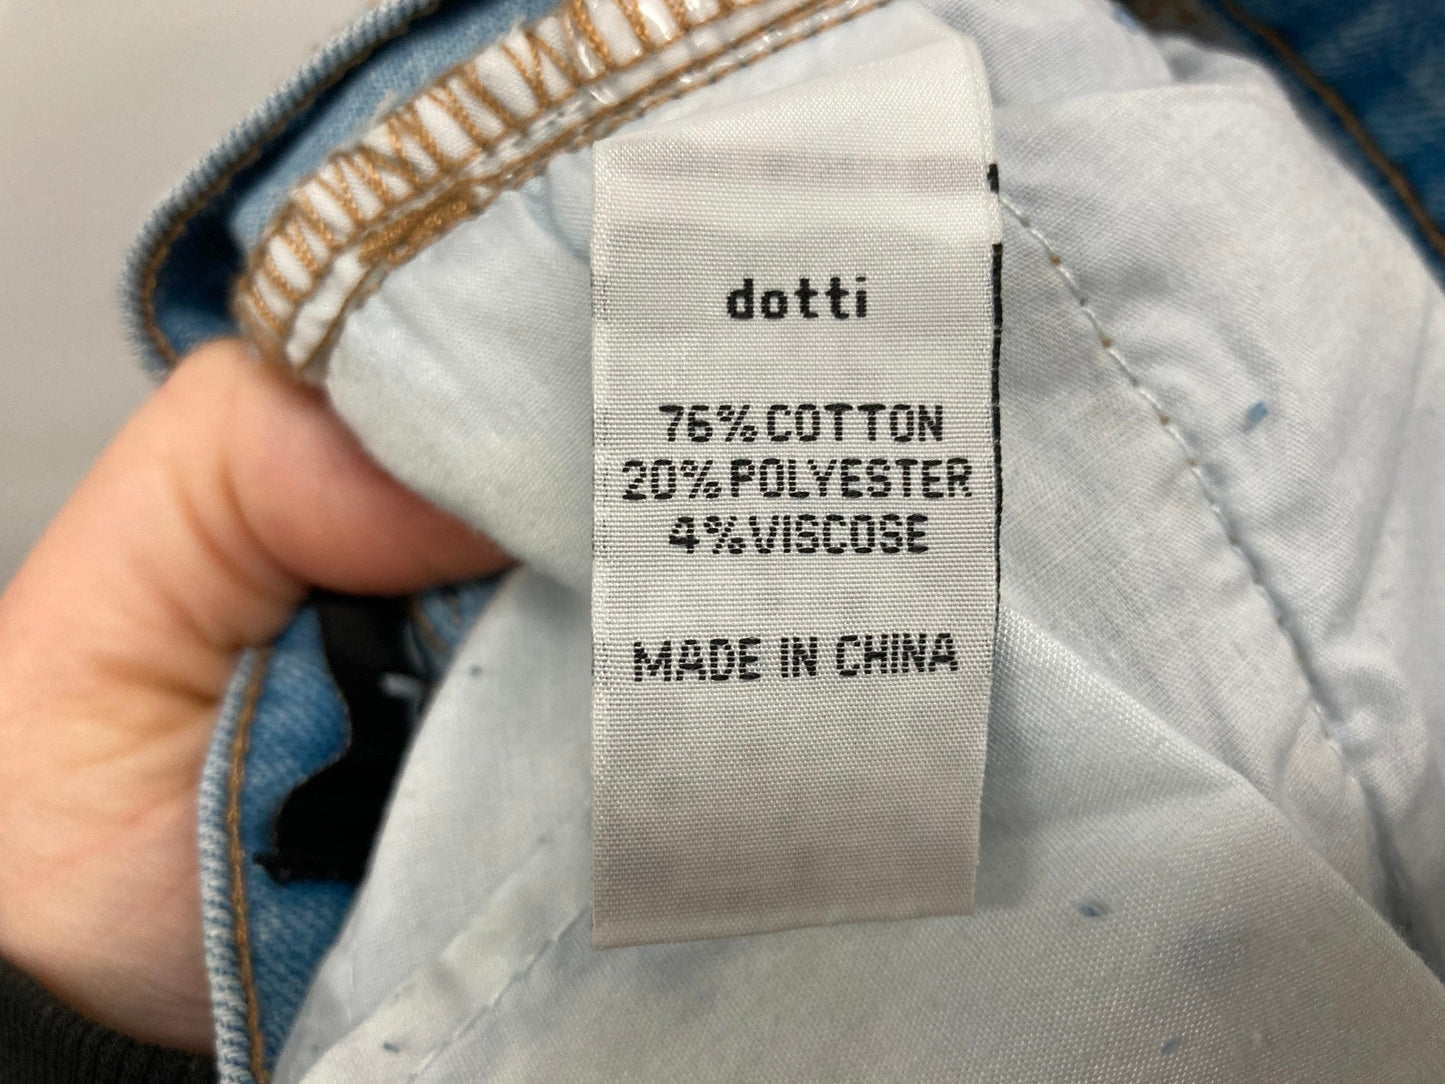 dotti
76% COTTON
20% POLYESTER
4% VISCOSE
MADE IN CHINA